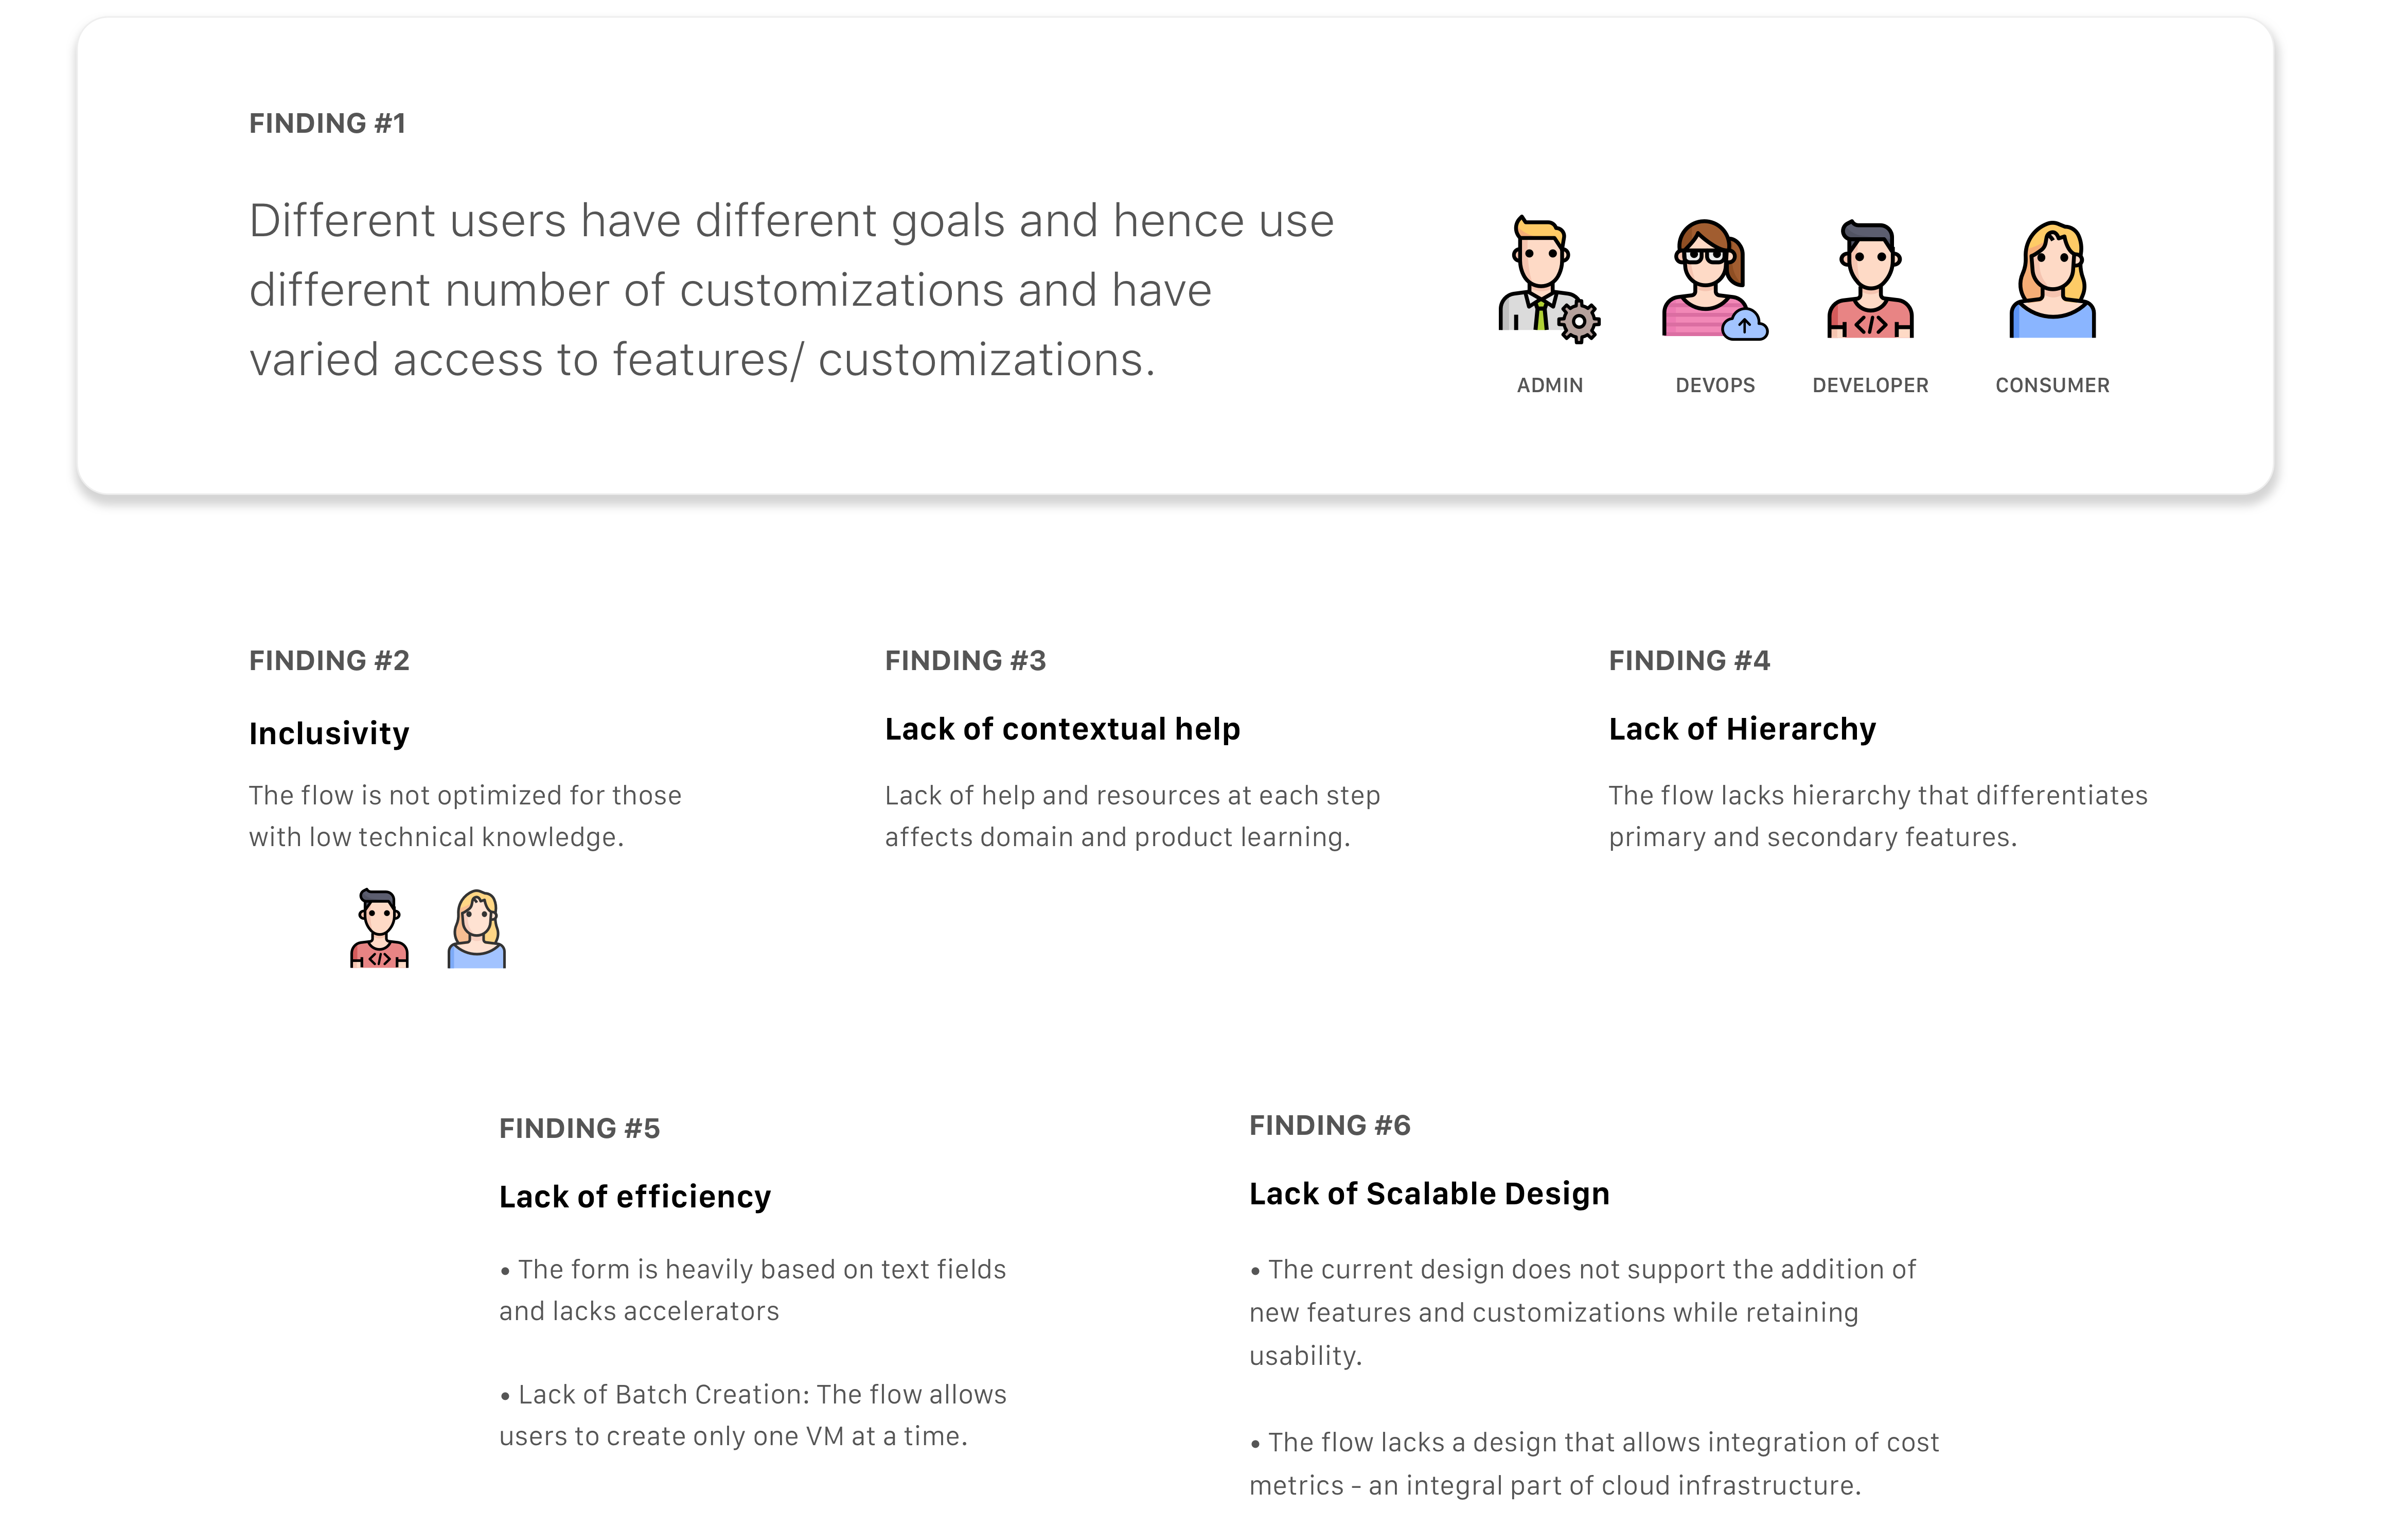 FINDING #1
Different users have different goals and hence use
different number of customizations and have
varied access to features/ customizations.
ADMIN
DEVOPS
DEVELOPER
CONSUMER
FINDING #2
Inclusivity
The flow is not optimized for those
with low technical knowledge.
</>
FINDING #3
Lack of contextual help
Lack of help and resources at each step
affects domain and product learning.
FINDING #4
Lack of Hierarchy
The flow lacks hierarchy that differentiates
primary and secondary features.
FINDING #5
Lack of efficiency
• The form is heavily based on text fields
and lacks accelerators
• Lack of Batch Creation: The flow allows
users to create only one VM at a time.
FINDING #6
Lack of Scalable Design
• The current design does not support the addition of
new features and customizations while retaining
usability.
• The flow lacks a design that allows integration of cost
metrics - an integral part of cloud infrastructure.